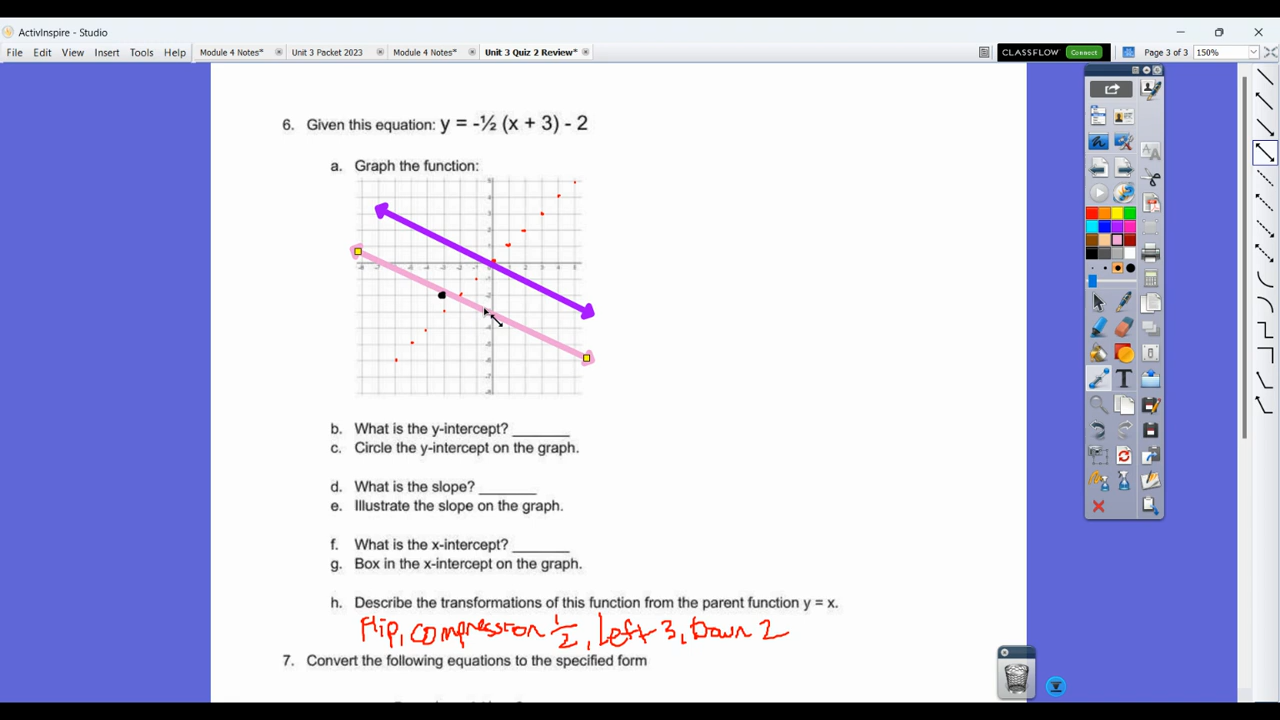 ActivInspire - Studio
File Edit View Insert Tools Help Module 4 Notes* Unit 3 Packet 2023 Module 4 Notes* Unit 3 Quiz 2 Review* CLASSFLOW Connect Page 3 of 3 150%
6. Given this equation: y = -½ (x + 3) - 2
a. Graph the function:
b. What is the y-intercept? _______
c. Circle the y-intercept on the graph.
d. What is the slope? _______
e. Illustrate the slope on the graph.
f. What is the x-intercept? _______
g. Box in the x-intercept on the graph.
h. Describe the transformations of this function from the parent function y = x.
Flip, compression 1/2, Left 3, Down 2
7. Convert the following equations to the specified form